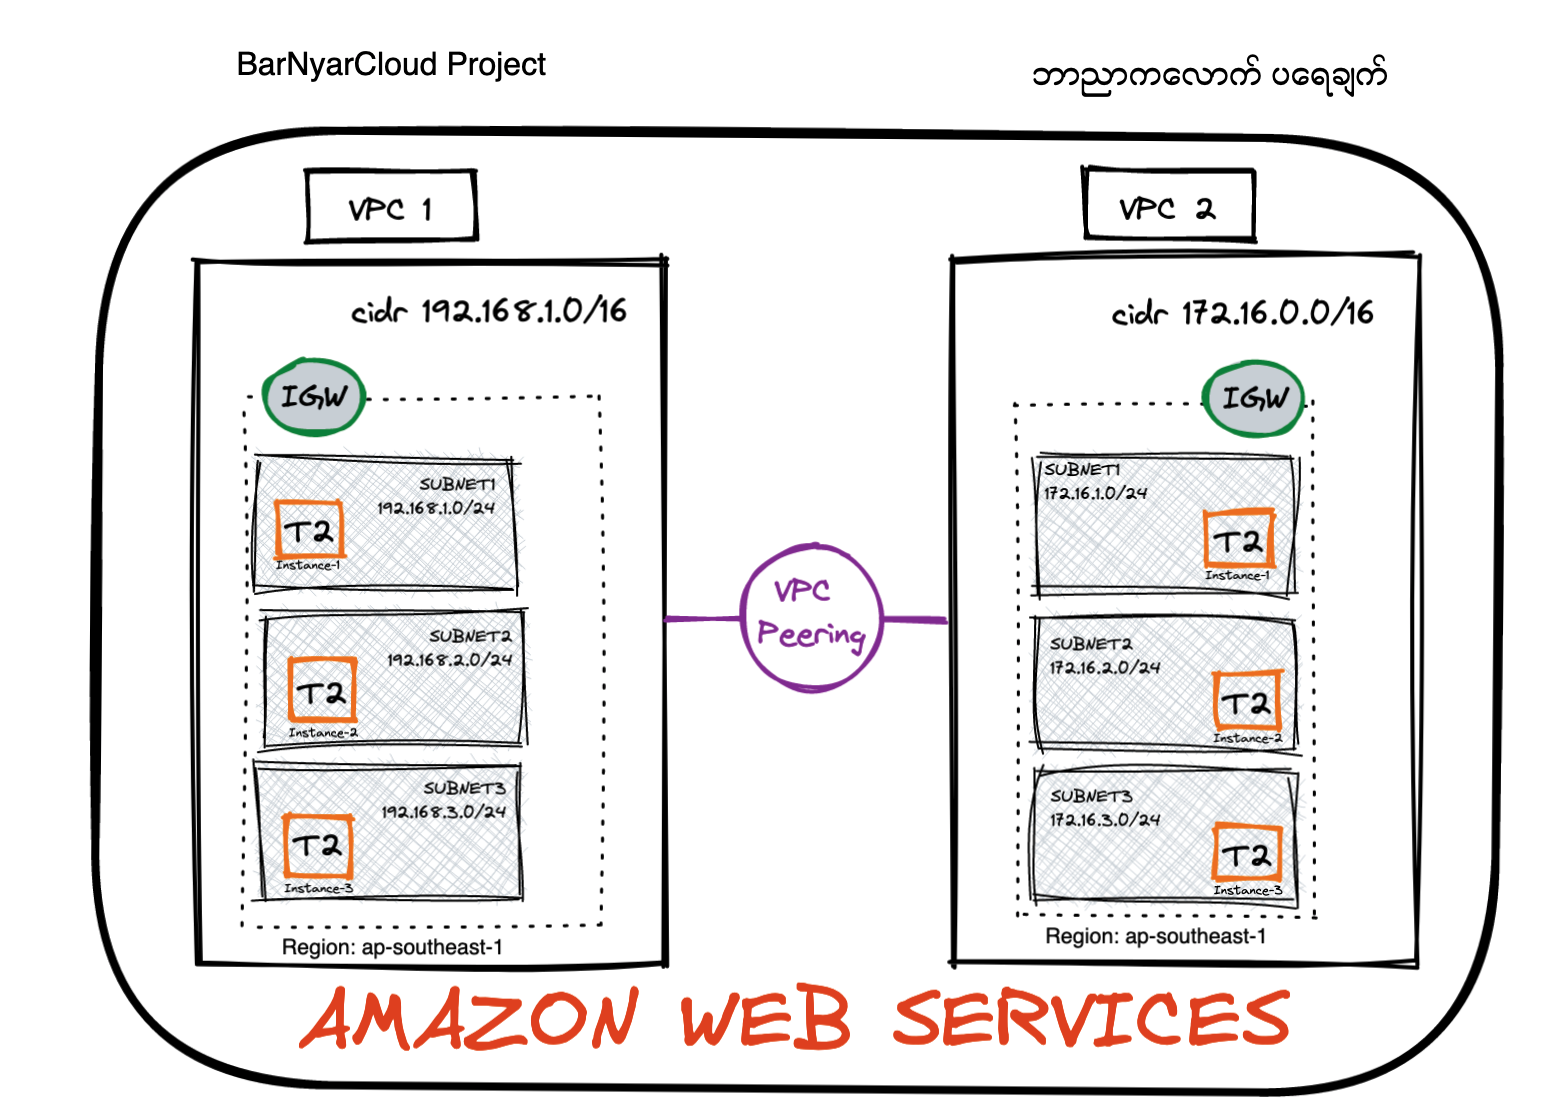 BarNyarCloud Project
ဘာညာကလောက် ပရေချက်
VPC 1
cidr 192.168.1.0/16
IGW
SUBNET1
192.168.1.0/24
T2
Instance-1
SUBNET2
192.168.2.0/24
T2
Instance-2
SUBNET3
192.168.3.0/24
T2
Instance-3
Region: ap-southeast-1
VPC
Peering
VPC 2
cidr 172.16.0.0/16
IGW
SUBNET1
172.16.1.0/24
T2
Instance-1
SUBNET2
172.16.2.0/24
T2
Instance-2
SUBNET3
172.16.3.0/24
T2
Instance-3
Region: ap-southeast-1
AMAZON WEB SERVICES